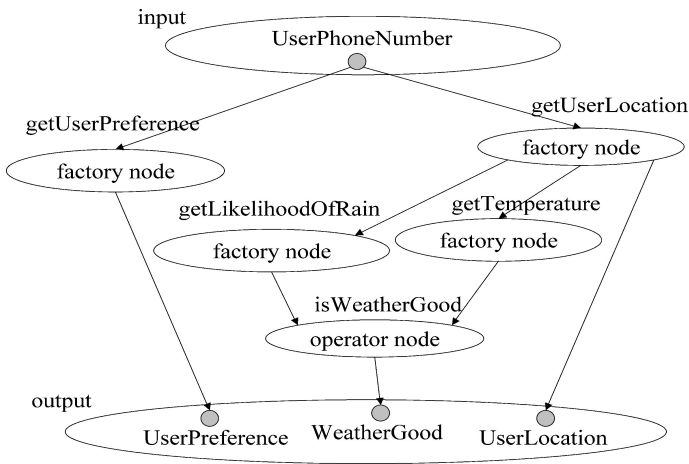 input
UserPhoneNumber
getUserLocation
getUserPreference
factory node
factory node
getLikelihoodOfRain
getTemperature
factory node
factory node
isWeatherGood
operator node
output
UserPreference
WeatherGood
UserLocation